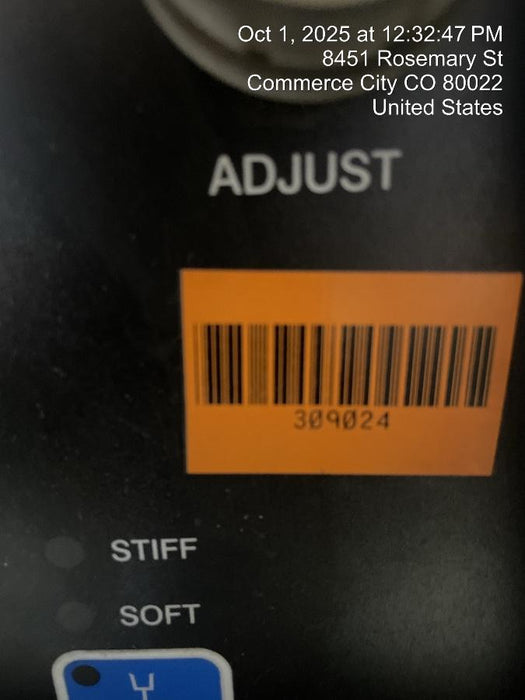 Oct 1, 2025 at 12:32:47 PM
8451 Rosemary St
Commerce City CO 80022
United States
ADJUST
309024
STIFF
SOFT